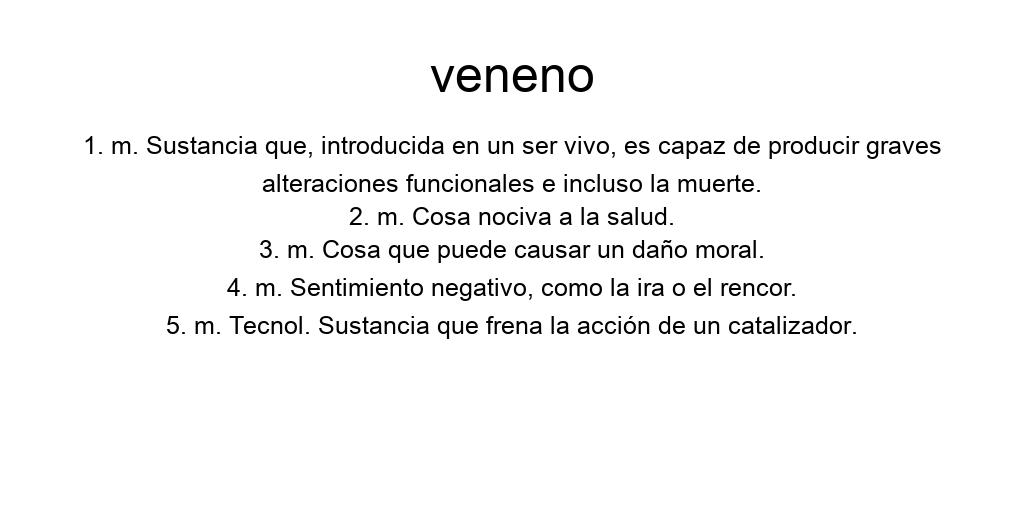 veneno
1. m. Sustancia que, introducida en un ser vivo, es capaz de producir graves
alteraciones funcionales e incluso la muerte.
2. m. Cosa nociva a la salud.
3. m. Cosa que puede causar un daño moral.
4. m. Sentimiento negativo, como la ira o el rencor.
5. m. Tecnol. Sustancia que frena la acción de un catalizador.